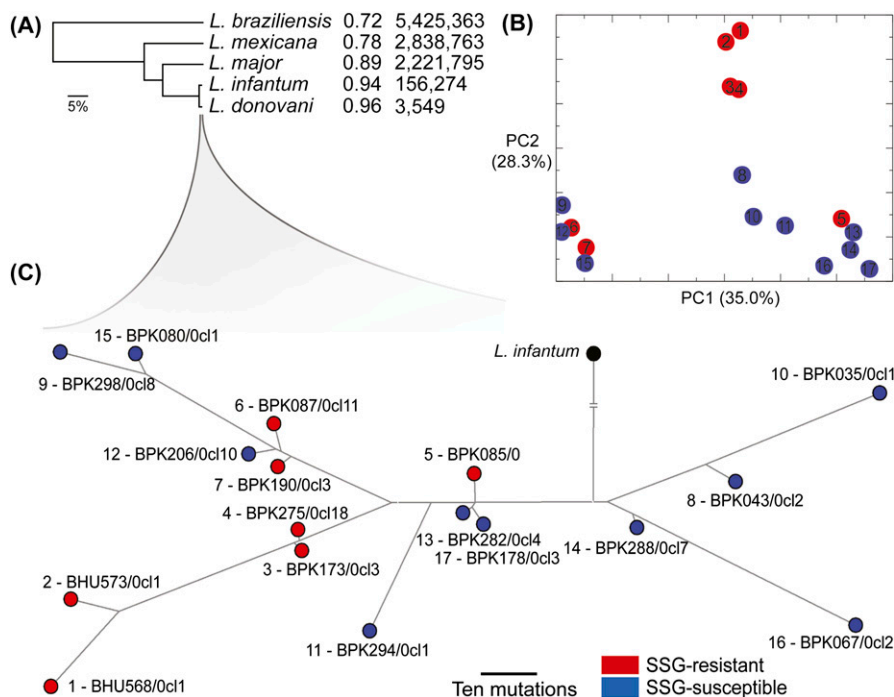 (A)
L. braziliensis 0.72 5,425,363
L. mexicana 0.78 2,838,763
L. major 0.89 2,221,795
L. infantum 0.94 156,274
L. donovani 0.96 3,549
5%
(B)
PC2
(28.3%)
1
2
3 4
8
9
10
11
5
12 6
13
7
14
15
16
17
PC1 (35.0%)
(C)
15 - BPK080/0cl1
L. infantum
9 - BPK298/0cl8
10 - BPK035/0cl1
6 - BPK087/0cl11
12 - BPK206/0cl10
5 - BPK085/0
7 - BPK190/0cl3
8 - BPK043/0cl2
4 - BPK275/0cl18
13 - BPK282/0cl4
17 - BPK178/0cl3
14 - BPK288/0cl7
3 - BPK173/0cl3
2 - BHU573/0cl1
11 - BPK294/0cl1
16 - BPK067/0cl2
1 - BHU568/0cl1
Ten mutations
SSG-resistant
SSG-susceptible